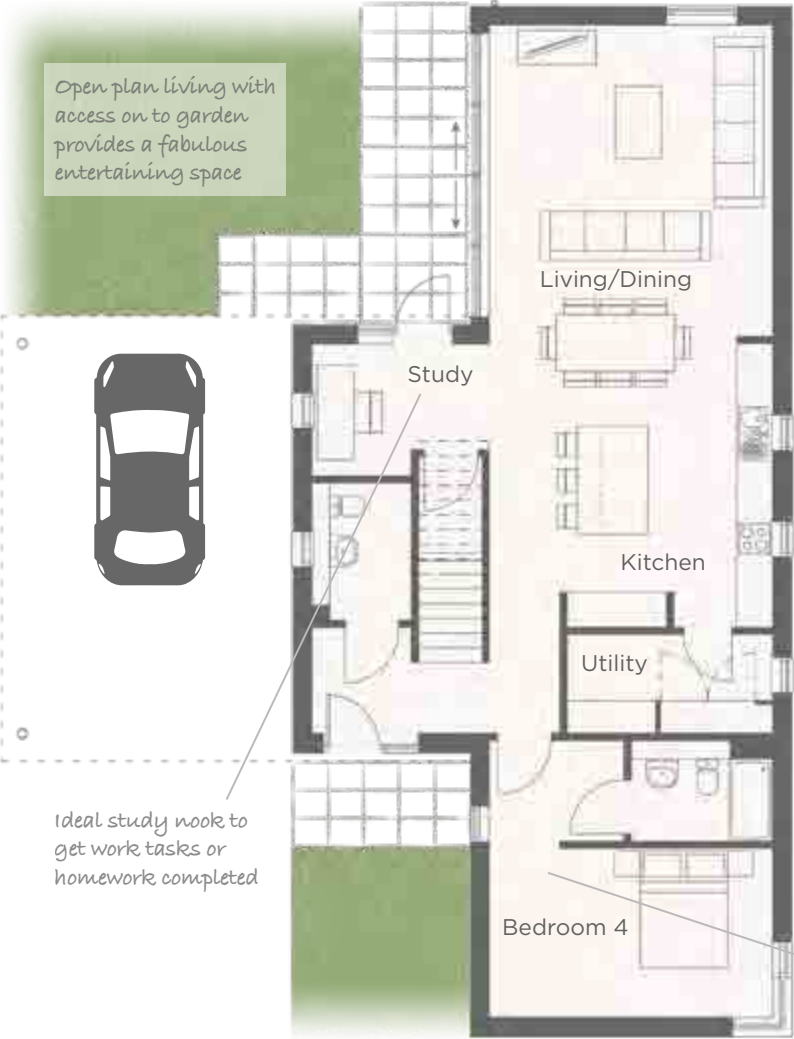 Open plan living with
access on to garden
provides a fabulous
entertaining space
Living/Dining
Study
Kitchen
Utility
Ideal study nook to
get work tasks or
homework completed
Bedroom 4